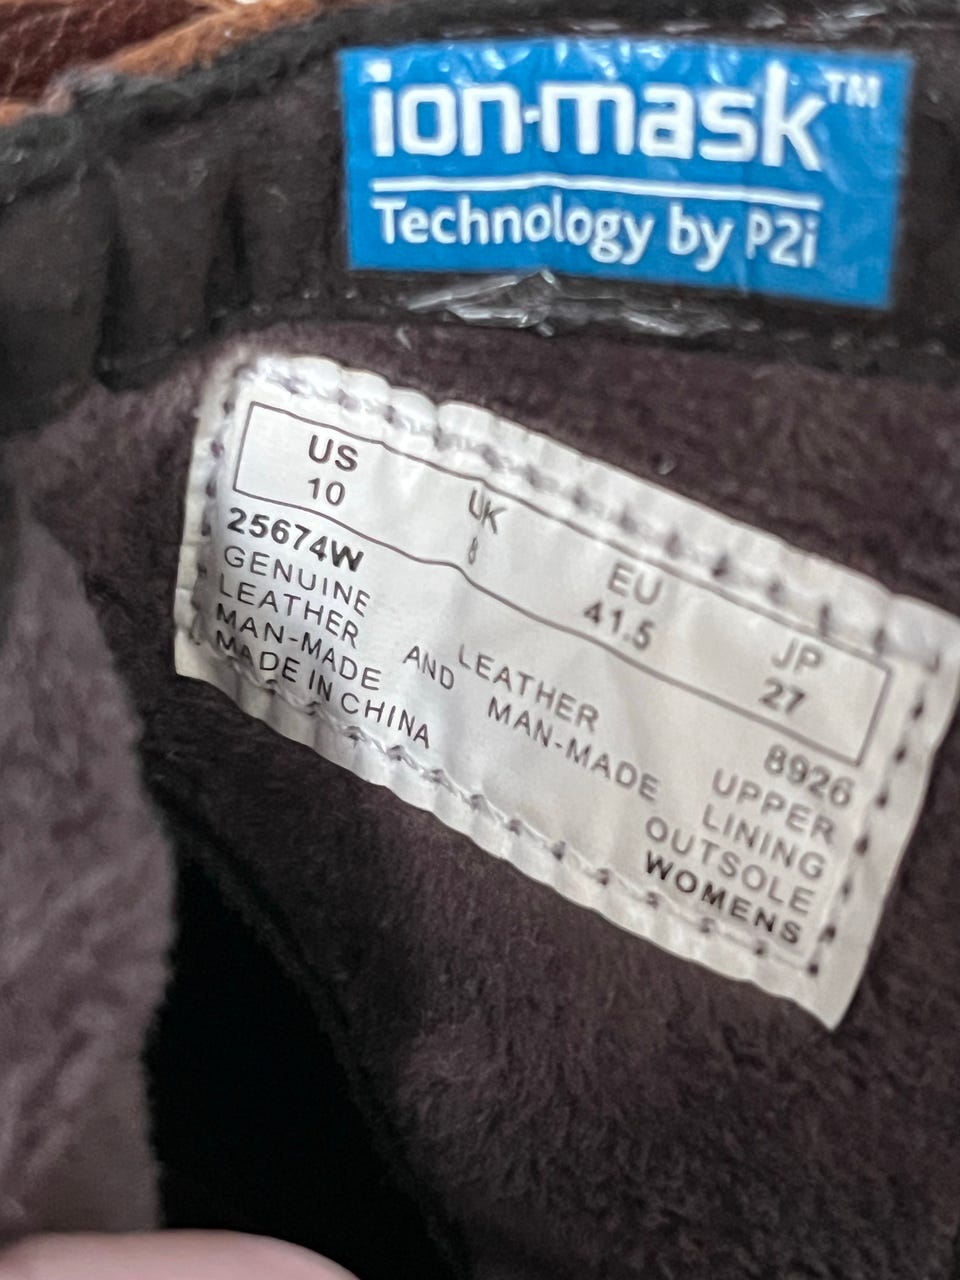 ion-mask™
Technology by P2i
US UK EU JP
10 8 41.5 27
25674W 8926
GENUINE LEATHER UPPER
LEATHER AND MAN-MADE LINING
MAN-MADE OUTSOLE
MADE IN CHINA WOMENS